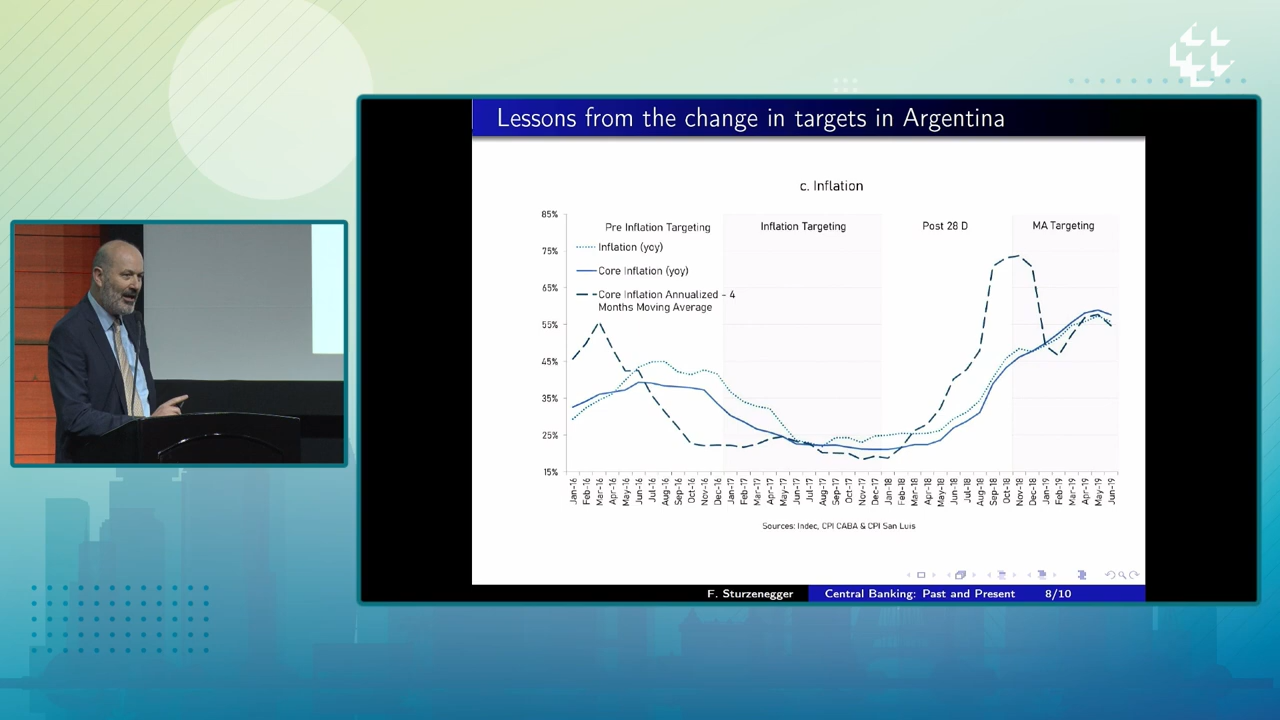 Lessons from the change in targets in Argentina
c. Inflation
85%
75%
65%
55%
45%
35%
25%
15%
Pre Inflation Targeting
Inflation Targeting
Post 28 D
MA Targeting
Inflation (yoy)
Core Inflation (yoy)
Core Inflation Annualized - 4
Months Moving Average
Jan-16
Feb-16
Mar-16
Apr-16
May-16
Jun-16
Jul-16
Aug-16
Sep-16
Oct-16
Nov-16
Dec-16
Jan-17
Feb-17
Mar-17
Apr-17
May-17
Jun-17
Jul-17
Aug-17
Sep-17
Oct-17
Nov-17
Dec-17
Jan-18
Feb-18
Mar-18
Apr-18
May-18
Jun-18
Jul-18
Aug-18
Sep-18
Oct-18
Nov-18
Dec-18
Jan-19
Feb-19
Mar-19
Apr-19
May-19
Jun-19
Sources: Indec, CPI CABA & CPI San Luis
F. Sturzenegger
Central Banking: Past and Present
8/10